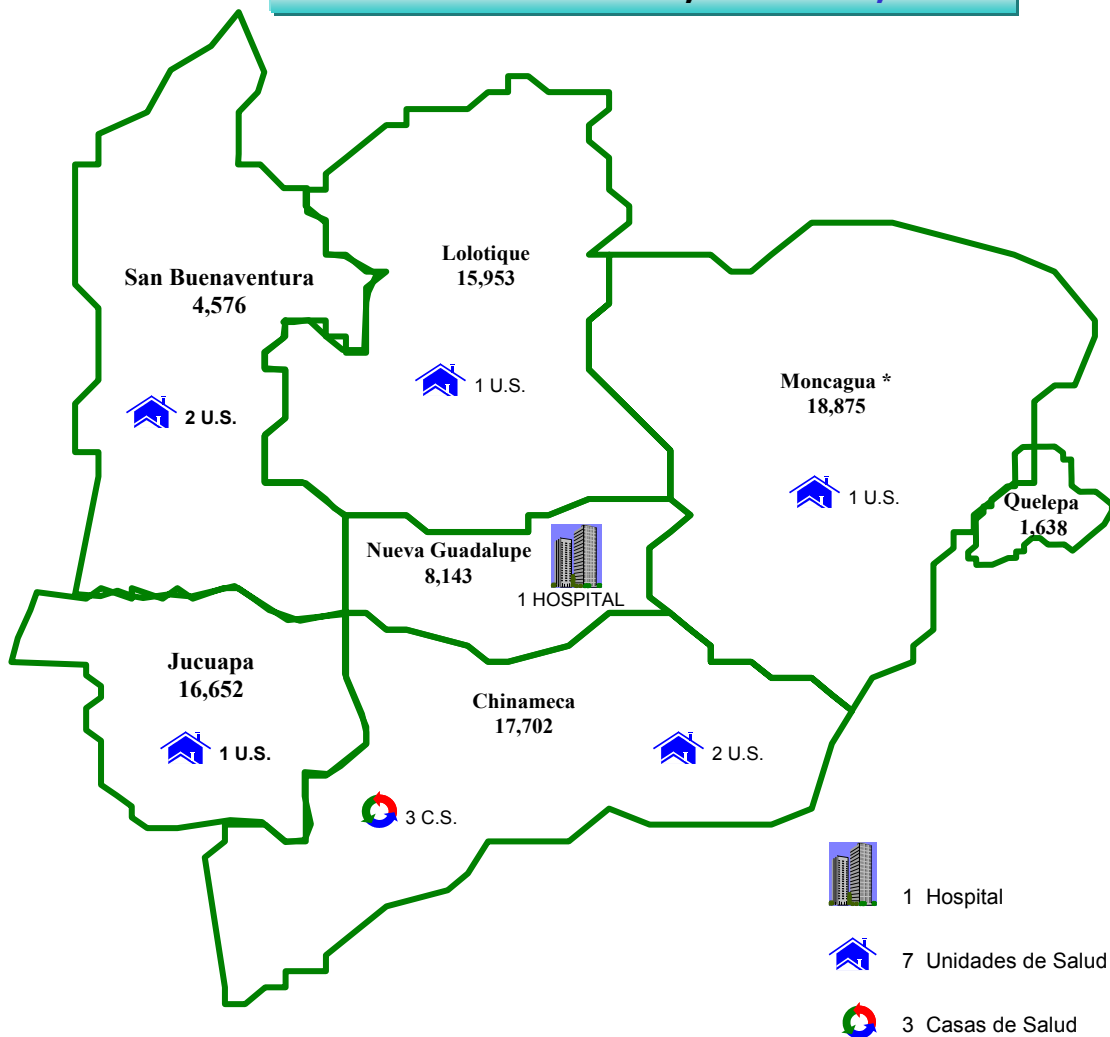 Lolotique
15,953
San Buenaventura
4,576
1 U.S.
2 U.S.
Moncagua *
18,875
1 U.S.
Quelepa
1,638
Nueva Guadalupe
8,143
1 HOSPITAL
Jucuapa
16,652
1 U.S.
Chinameca
17,702
2 U.S.
3 C.S.
1 Hospital
7 Unidades de Salud
3 Casas de Salud